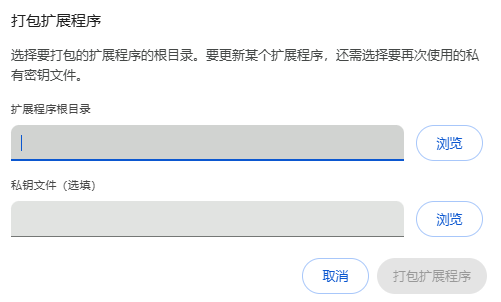 打包扩展程序
选择要打包的扩展程序的根目录。要更新某个扩展程序，还需选择要再次使用的私
有密钥文件。
扩展程序根目录
浏览
私钥文件（选填）
浏览
取消
打包扩展程序